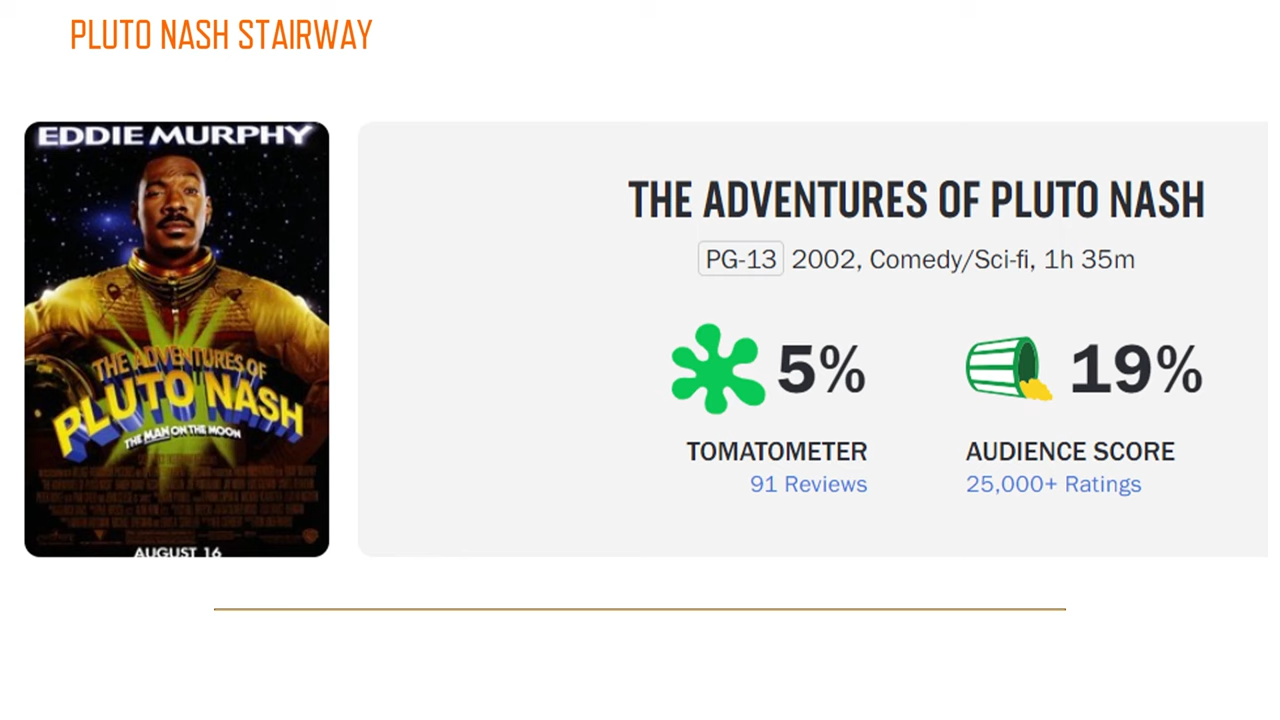 PLUTO NASH STAIRWAY
EDDIE MURPHY
THE ADVENTURES OF
PLUTO NASH
THE MAN ON THE MOON
AUGUST 16
THE ADVENTURES OF PLUTO NASH
PG-13 2002, Comedy/Sci-fi, 1h 35m
5% 19%
TOMATOMETER AUDIENCE SCORE
91 Reviews 25,000+ Ratings